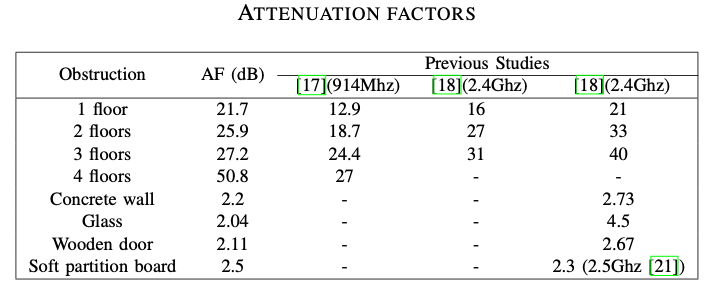 ATTENUATION FACTORS
Obstruction AF (dB) Previous Studies
[17](914Mhz) [18](2.4Ghz) [18](2.4Ghz)
1 floor 21.7 12.9 16 21
2 floors 25.9 18.7 27 33
3 floors 27.2 24.4 31 40
4 floors 50.8 27 - -
Concrete wall 2.2 - - 2.73
Glass 2.04 - - 4.5
Wooden door 2.11 - - 2.67
Soft partition board 2.5 - - 2.3 (2.5Ghz [21])